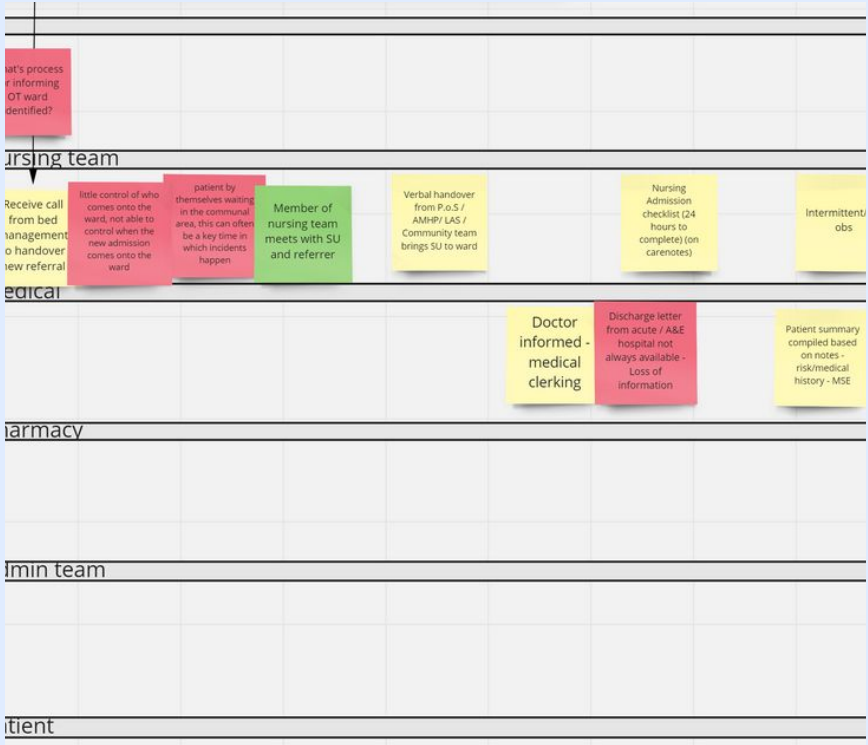 hat's process
r informing
OT ward
dentified?
ursing team
Receive call
from bed
anagement
o handover
ew referral
little control of who
comes onto the
ward, not able to
control when the
new admission
comes onto the
ward
patient by
themselves waiting
in the communal
area, this can often
be a key time in
which incidents
happen
Member of
nursing team
meets with SU
and referrer
Verbal handover
from P.o.S /
AMHP/ LAS /
Community team
brings SU to ward
Nursing
Admission
checklist (24
hours to
complete) (on
carenotes)
Intermittent/
obs
edical
Doctor
informed -
medical
clerking
Discharge letter
from acute / A&E
hospital not
always available -
Loss of
information
Patient summary
compiled based
on notes -
risk/medical
history - MSE
harmacy
dmin team
tient